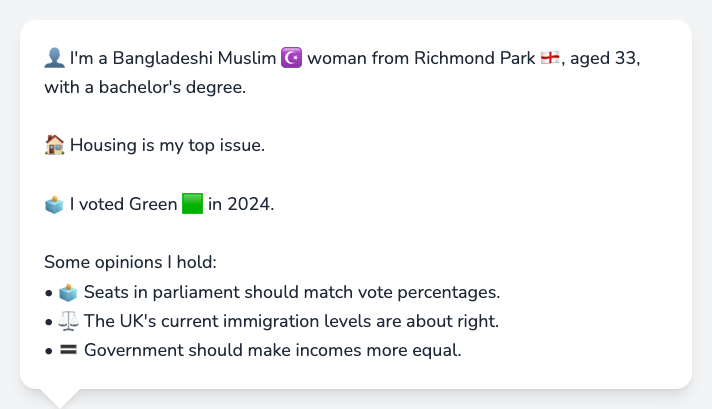 👤 I'm a Bangladeshi Muslim ☪️ woman from Richmond Park 🏴󠁧󠁢󠁥󠁮󠁧󠁿, aged 33,
with a bachelor's degree.
🏠 Housing is my top issue.
🗳️ I voted Green 🟩 in 2024.
Some opinions I hold:
• 🗳️ Seats in parliament should match vote percentages.
• ⚖️ The UK's current immigration levels are about right.
• 🟰 Government should make incomes more equal.